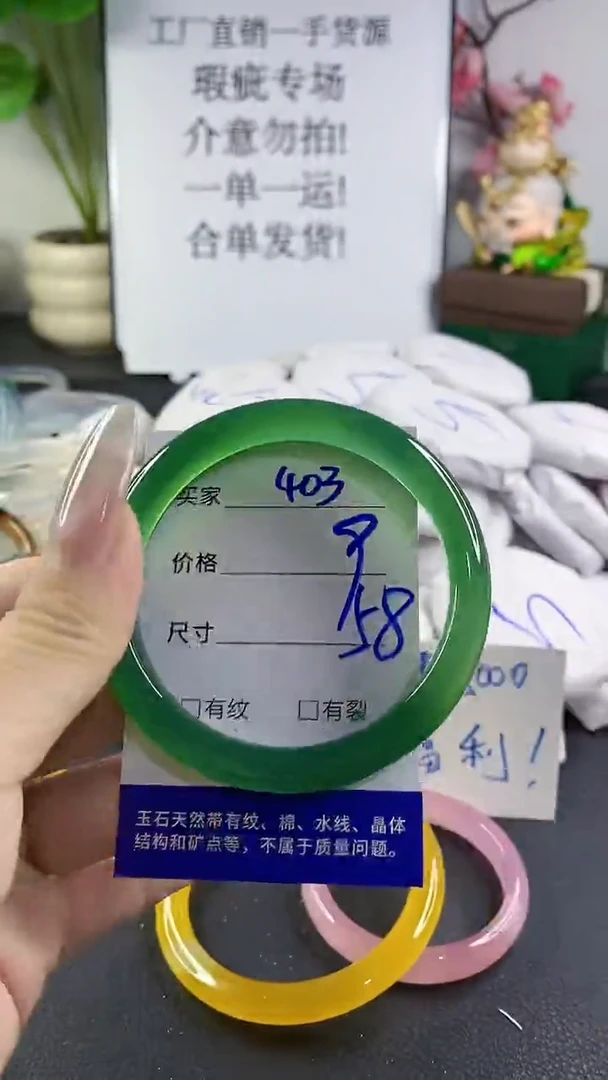 工厂直销一手货源
瑕疵专场
介意勿拍!
一单一运!
合单发货!
买家 403
价格
尺寸 58
□有纹 □有裂
福利!
玉石天然带有纹、棉、水线、晶体
结构和矿点等，不属于质量问题。